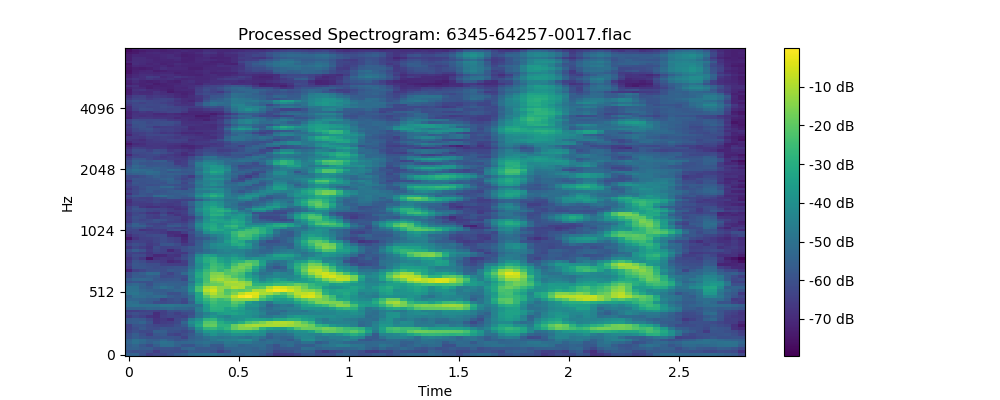 Processed Spectrogram: 6345-64257-0017.flac
4096
2048
1024
512
0
Hz
0
0.5
1
1.5
2
2.5
Time
-10 dB
-20 dB
-30 dB
-40 dB
-50 dB
-60 dB
-70 dB